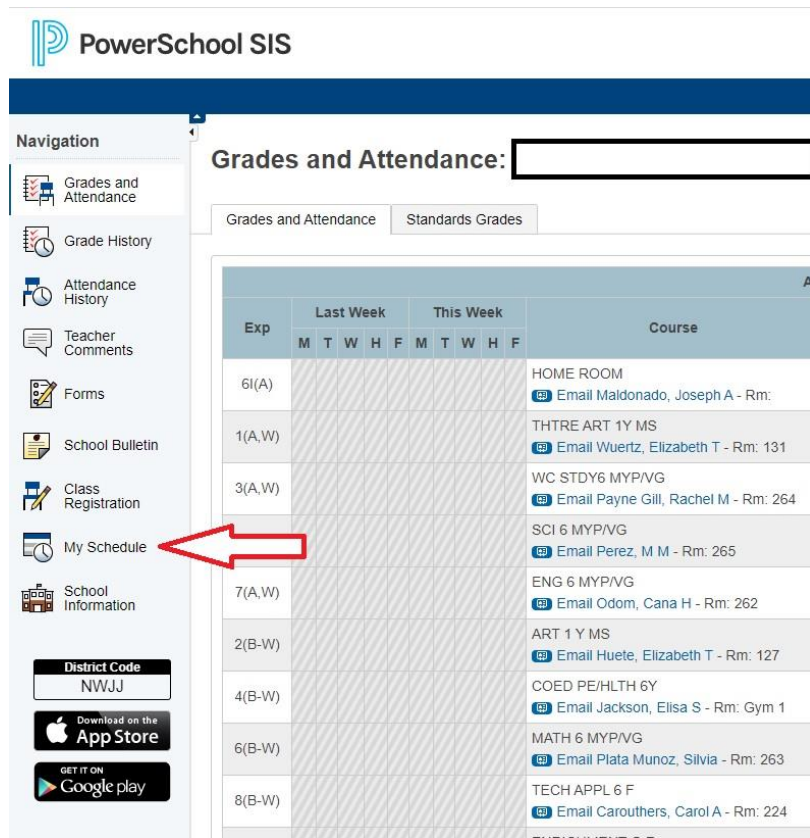 PowerSchool SIS
Navigation
Grades and
Attendance
Grade History
Attendance
History
Teacher
Comments
Forms
School Bulletin
Class
Registration
My Schedule
School
Information
District Code
NWJJ
Download on the
App Store
GET IT ON
Google play
Grades and Attendance:
Grades and Attendance Standards Grades
A
Exp Last Week This Week Course
M T W H F M T W H F
6I(A) HOME ROOM
Email Maldonado, Joseph A - Rm:
1(A,W) THTRE ART 1Y MS
Email Wuertz, Elizabeth T - Rm: 131
3(A,W) WC STDY6 MYP/VG
Email Payne Gill, Rachel M - Rm: 264
SCI 6 MYP/VG
Email Perez, M M - Rm: 265
7(A,W) ENG 6 MYP/VG
Email Odom, Cana H - Rm: 262
2(B-W) ART 1 Y MS
Email Huete, Elizabeth T - Rm: 127
4(B-W) COED PE/HLTH 6Y
Email Jackson, Elisa S - Rm: Gym 1
6(B-W) MATH 6 MYP/VG
Email Plata Munoz, Silvia - Rm: 263
8(B-W) TECH APPL 6 F
Email Carouthers, Carol A - Rm: 224